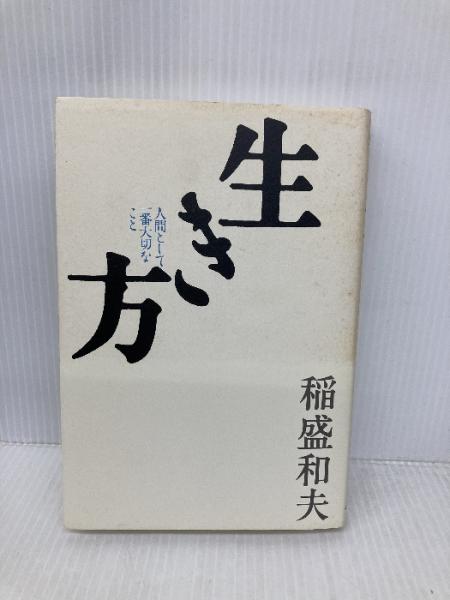 生き方
人間として
一番大切な
こと
稲盛和夫